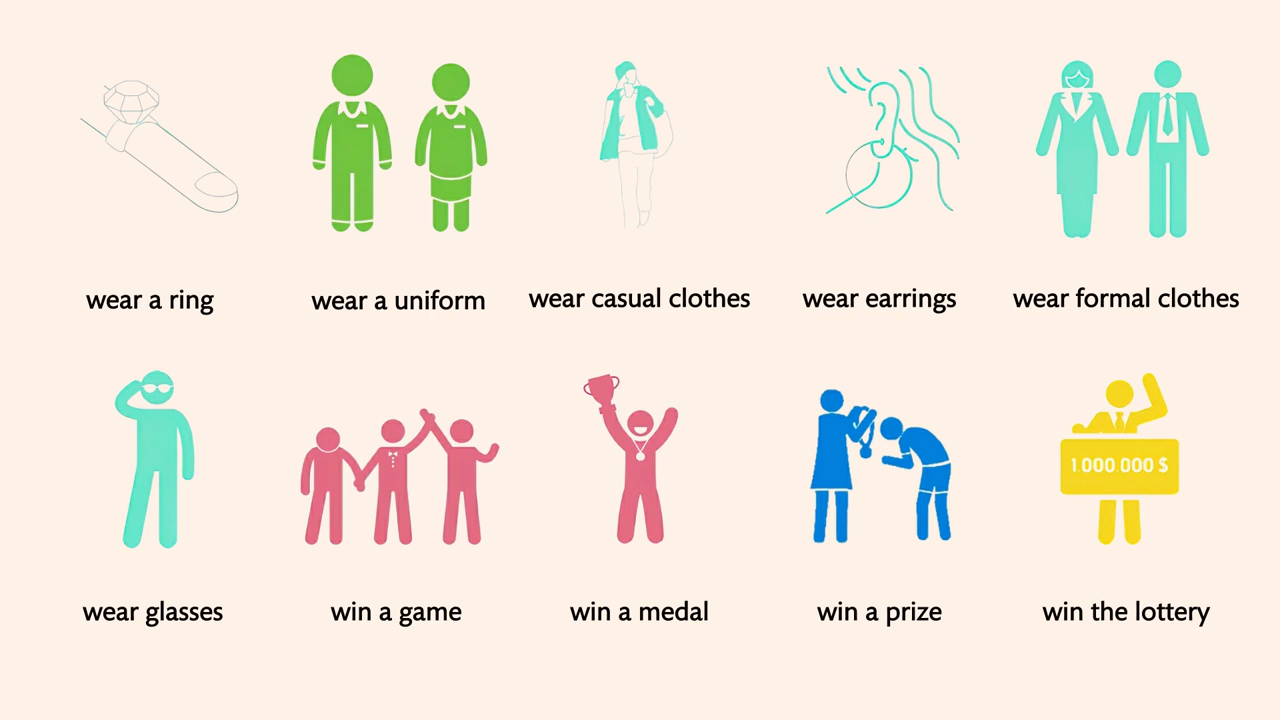 wear a ring
wear a uniform
wear casual clothes
wear earrings
wear formal clothes
1.000.000 $
wear glasses
win a game
win a medal
win a prize
win the lottery